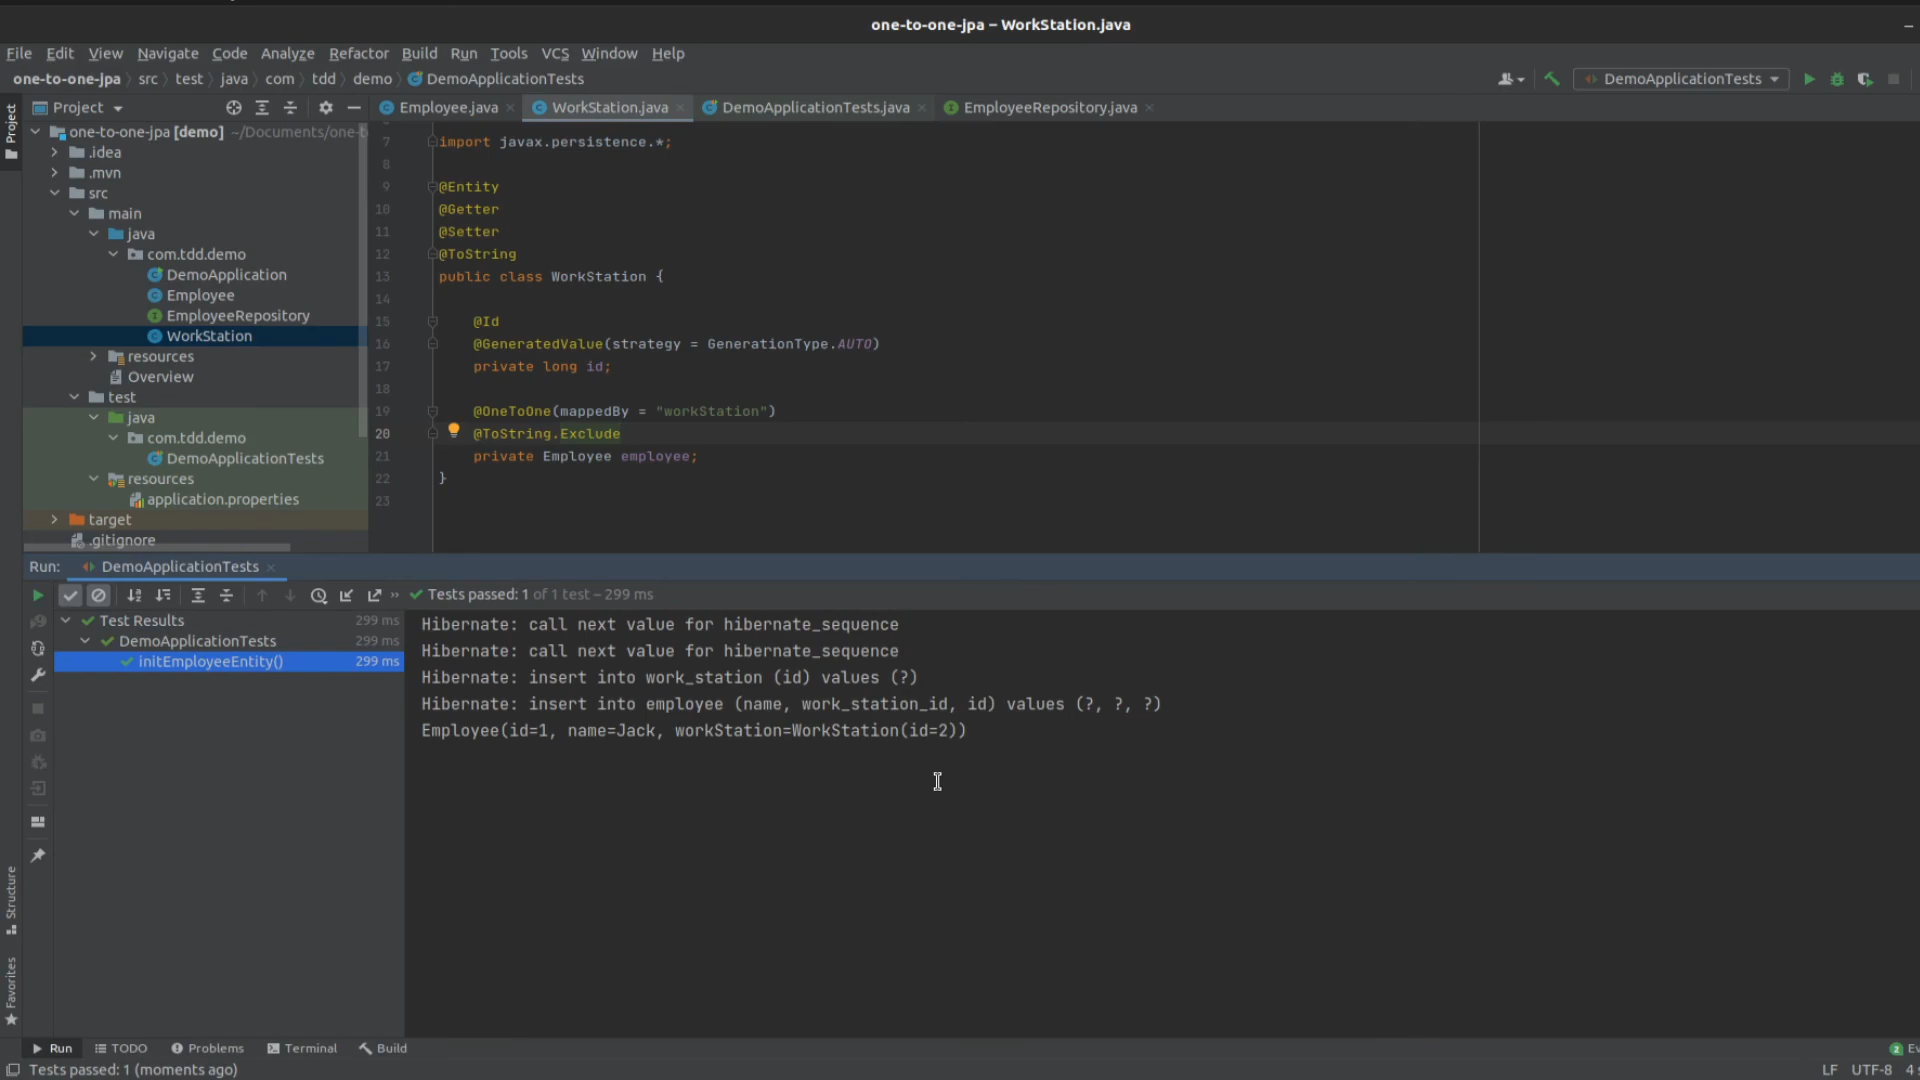 one-to-one-jpa – WorkStation.java
File Edit View Navigate Code Analyze Refactor Build Run Tools VCS Window Help
one-to-one-jpa src test java com tdd demo DemoApplicationTests
DemoApplicationTests
Project
Employee.java
WorkStation.java
DemoApplicationTests.java
EmployeeRepository.java
Project
one-to-one-jpa [demo] ~/Documents/one-t
.idea
.mvn
src
main
java
com.tdd.demo
DemoApplication
Employee
EmployeeRepository
WorkStation
resources
Overview
test
java
com.tdd.demo
DemoApplicationTests
resources
application.properties
target
.gitignore
7 import javax.persistence.*;
8
9 @Entity
10 @Getter
11 @Setter
12 @ToString
13 public class WorkStation {
14
15 @Id
16 @GeneratedValue(strategy = GenerationType.AUTO)
17 private long id;
18
19 @OneToOne(mappedBy = "workStation")
20 @ToString.Exclude
21 private Employee employee;
22 }
23
Run: DemoApplicationTests
Tests passed: 1 of 1 test – 299 ms
Test Results 299 ms
DemoApplicationTests 299 ms
initEmployeeEntity() 299 ms
Hibernate: call next value for hibernate_sequence
Hibernate: call next value for hibernate_sequence
Hibernate: insert into work_station (id) values (?)
Hibernate: insert into employee (name, work_station_id, id) values (?, ?, ?)
Employee(id=1, name=Jack, workStation=WorkStation(id=2))
Structure
Favorites
Run TODO Problems Terminal Build
2 Ev
Tests passed: 1 (moments ago)
LF UTF-8 4